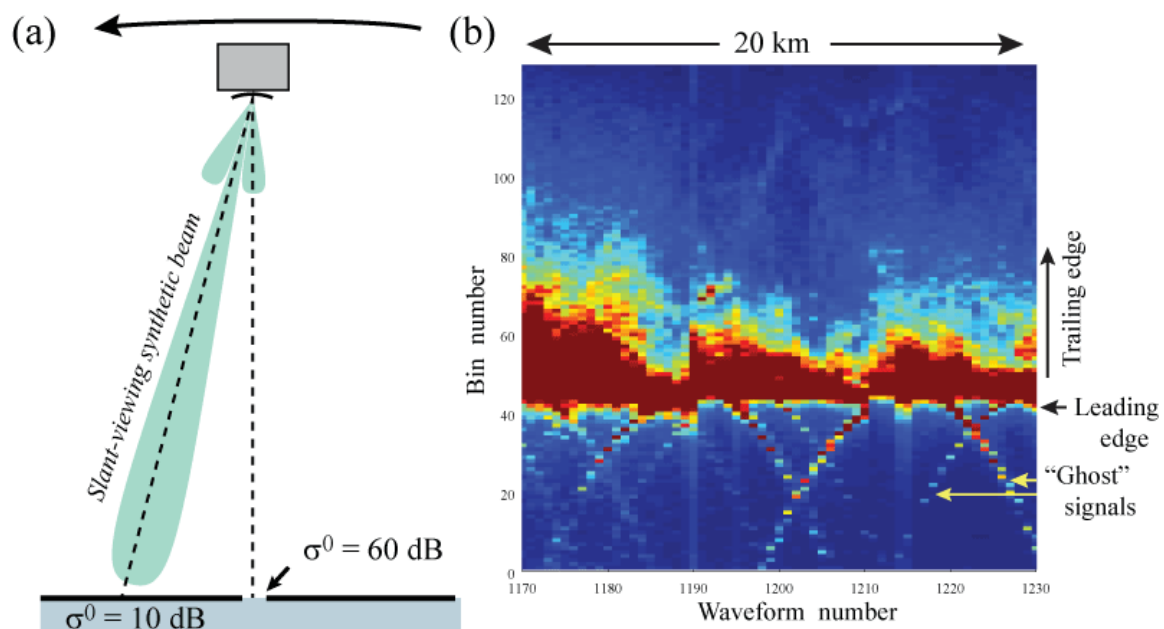 (a)
Slant-viewing synthetic beam
σ⁰ = 60 dB
σ⁰ = 10 dB
(b)
20 km
120
100
80
60
40
20
0
Bin number
1170
1180
1190
1200
1210
1220
1230
Waveform number
Trailing edge
Leading
edge
“Ghost”
signals